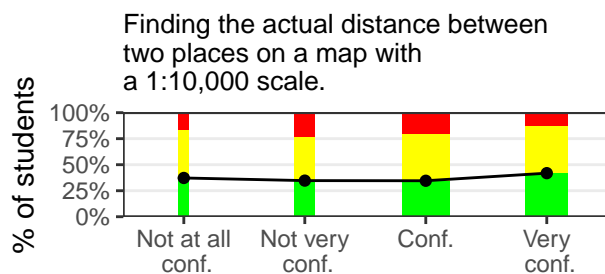 Finding the actual distance between
two places on a map with
a 1:10,000 scale.
% of students
100%
75%
50%
25%
0%
Not at all
conf.
Not very
conf.
Conf.
Very
conf.